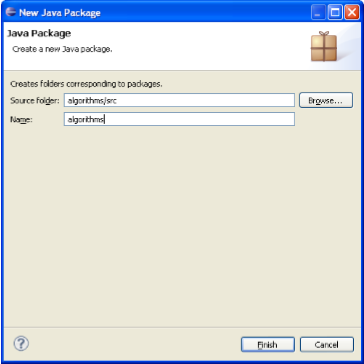 New Java Package
Java Package
Create a new Java package.
Creates folders corresponding to packages.
Source folder: algorithms/src Browse...
Name: algorithms
Finish Cancel